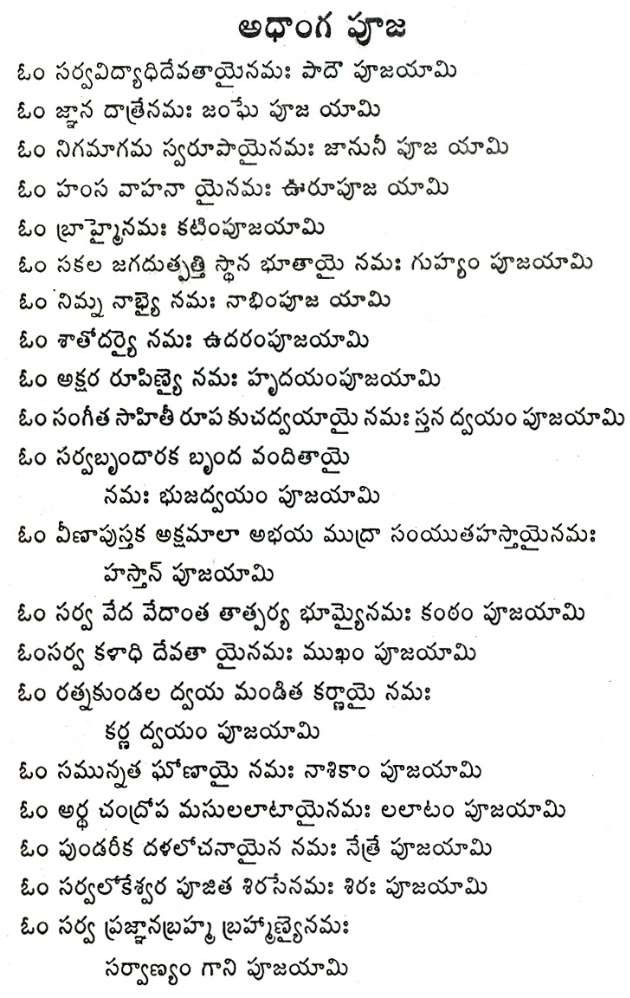 అధాంగ పూజ
ఓం సర్వవిద్యాధిదేవతాయైనమః పాదౌ పూజయామి
ఓం జ్ఞాన దాత్రేనమః జంఘే పూజ యామి
ఓం నిగమాగమ స్వరూపాయైనమః జానునీ పూజ యామి
ఓం హంస వాహనా యైనమః ఊరూపూజ యామి
ఓం బ్రాహ్మైనమః కటింపూజయామి
ఓం సకల జగదుత్పత్తి స్థాన భూతాయై నమః గుహ్యం పూజయామి
ఓం నిమ్న నాభ్యై నమః నాభింపూజ యామి
ఓం శాతోదర్యై నమః ఉదరంపూజయామి
ఓం అక్షర రూపిణ్యై నమః హృదయంపూజయామి
ఓం సంగీత సాహితీ రూప కుచద్వయాయై నమః స్తన ద్వయం పూజయామి
ఓం సర్వబృందారక బృంద వందితాయై
నమః భుజద్వయం పూజయామి
ఓం వీణాపుస్తక అక్షమాలా అభయ ముద్రా సంయుతహస్తాయైనమః
హస్తాన్ పూజయామి
ఓం సర్వ వేద వేదాంత తాత్పర్య భూమ్యైనమః కంఠం పూజయామి
ఓంసర్వ కళాధి దేవతా యైనమః ముఖం పూజయామి
ఓం రత్నకుండల ద్వయ మండిత కర్ణాయై నమః
కర్ణ ద్వయం పూజయామి
ఓం సమున్నత ఘోణాయై నమః నాశికాం పూజయామి
ఓం అర్థ చంద్రోప మసులలాటాయైనమః లలాటం పూజయామి
ఓం పుండరీక దళలోచనాయైన నమః నేత్రే పూజయామి
ఓం సర్వలోకేశ్వర పూజిత శిరసేనమః శిరః పూజయామి
ఓం సర్వ ప్రజ్ఞానబ్రహ్మ బ్రహ్మాణ్యైనమః
సర్వాణ్యం గాని పూజయామి